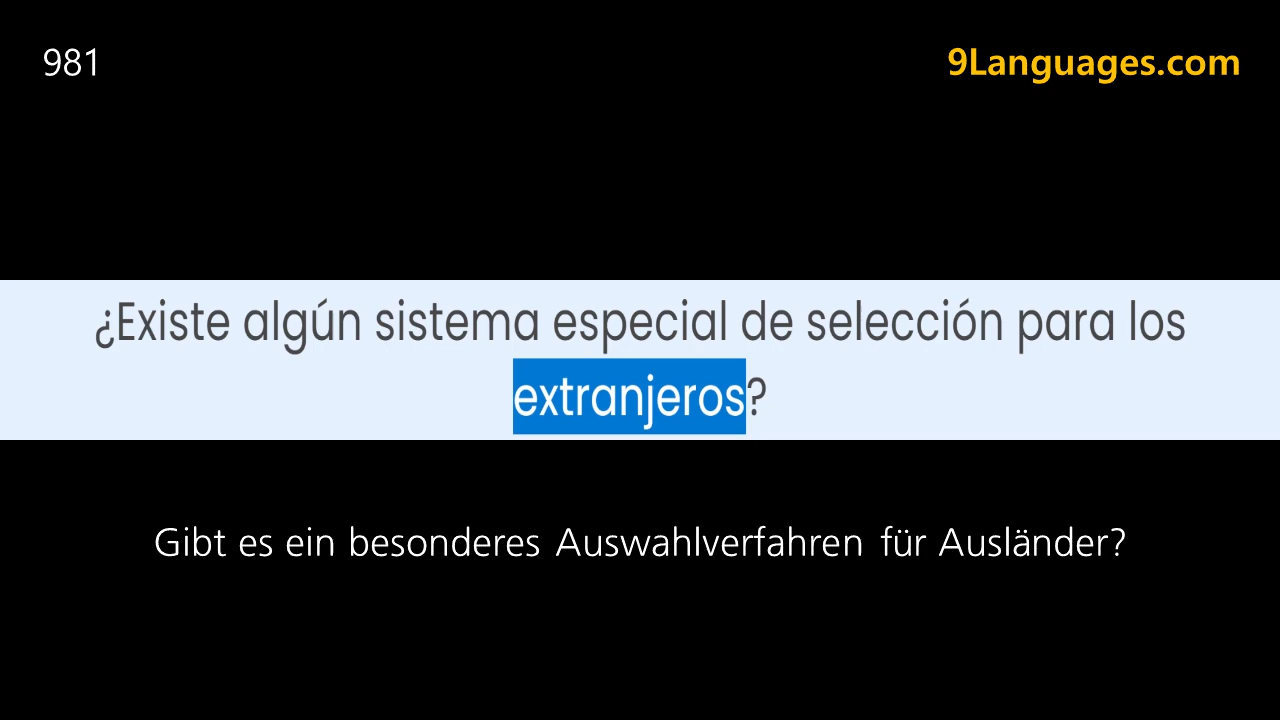 981
9Languages.com
¿Existe algún sistema especial de selección para los
extranjeros?
Gibt es ein besonderes Auswahlverfahren für Ausländer?